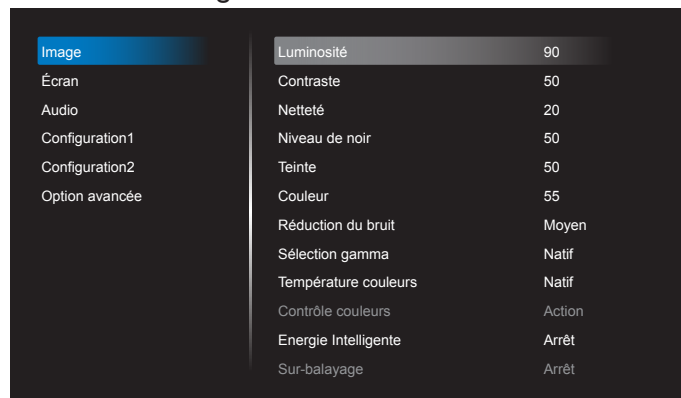 Image
Écran
Audio
Configuration1
Configuration2
Option avancée
Luminosité 90
Contraste 50
Netteté 20
Niveau de noir 50
Teinte 50
Couleur 55
Réduction du bruit Moyen
Sélection gamma Natif
Température couleurs Natif
Contrôle couleurs Action
Energie Intelligente Arrêt
Sur-balayage Arrêt